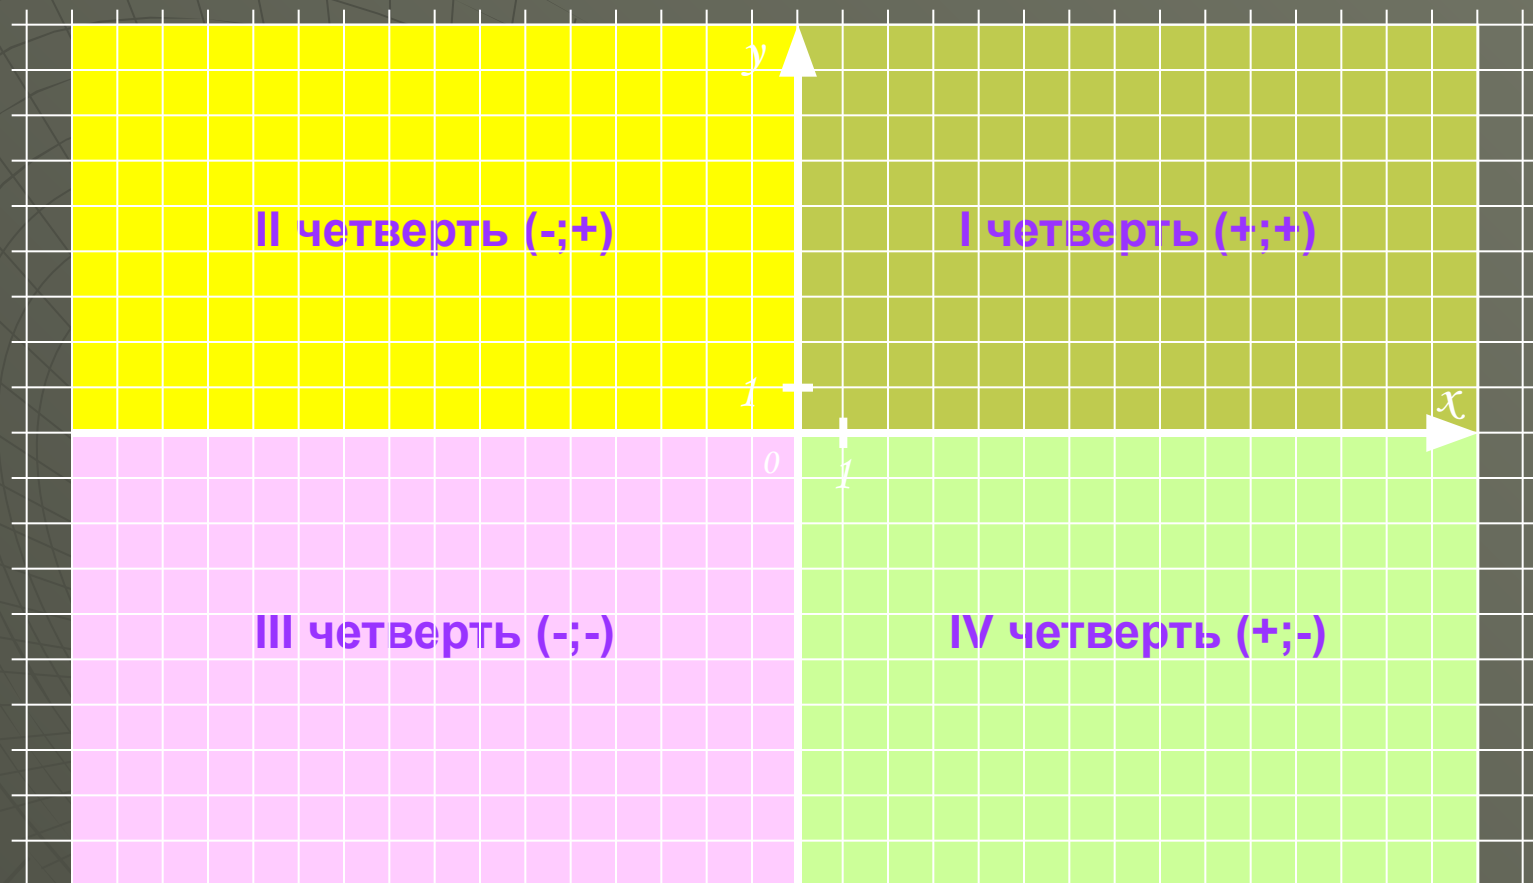 y
II четверть (-;+)
I четверть (+;+)
1
x
0
1
III четверть (-;-)
IV четверть (+;-)